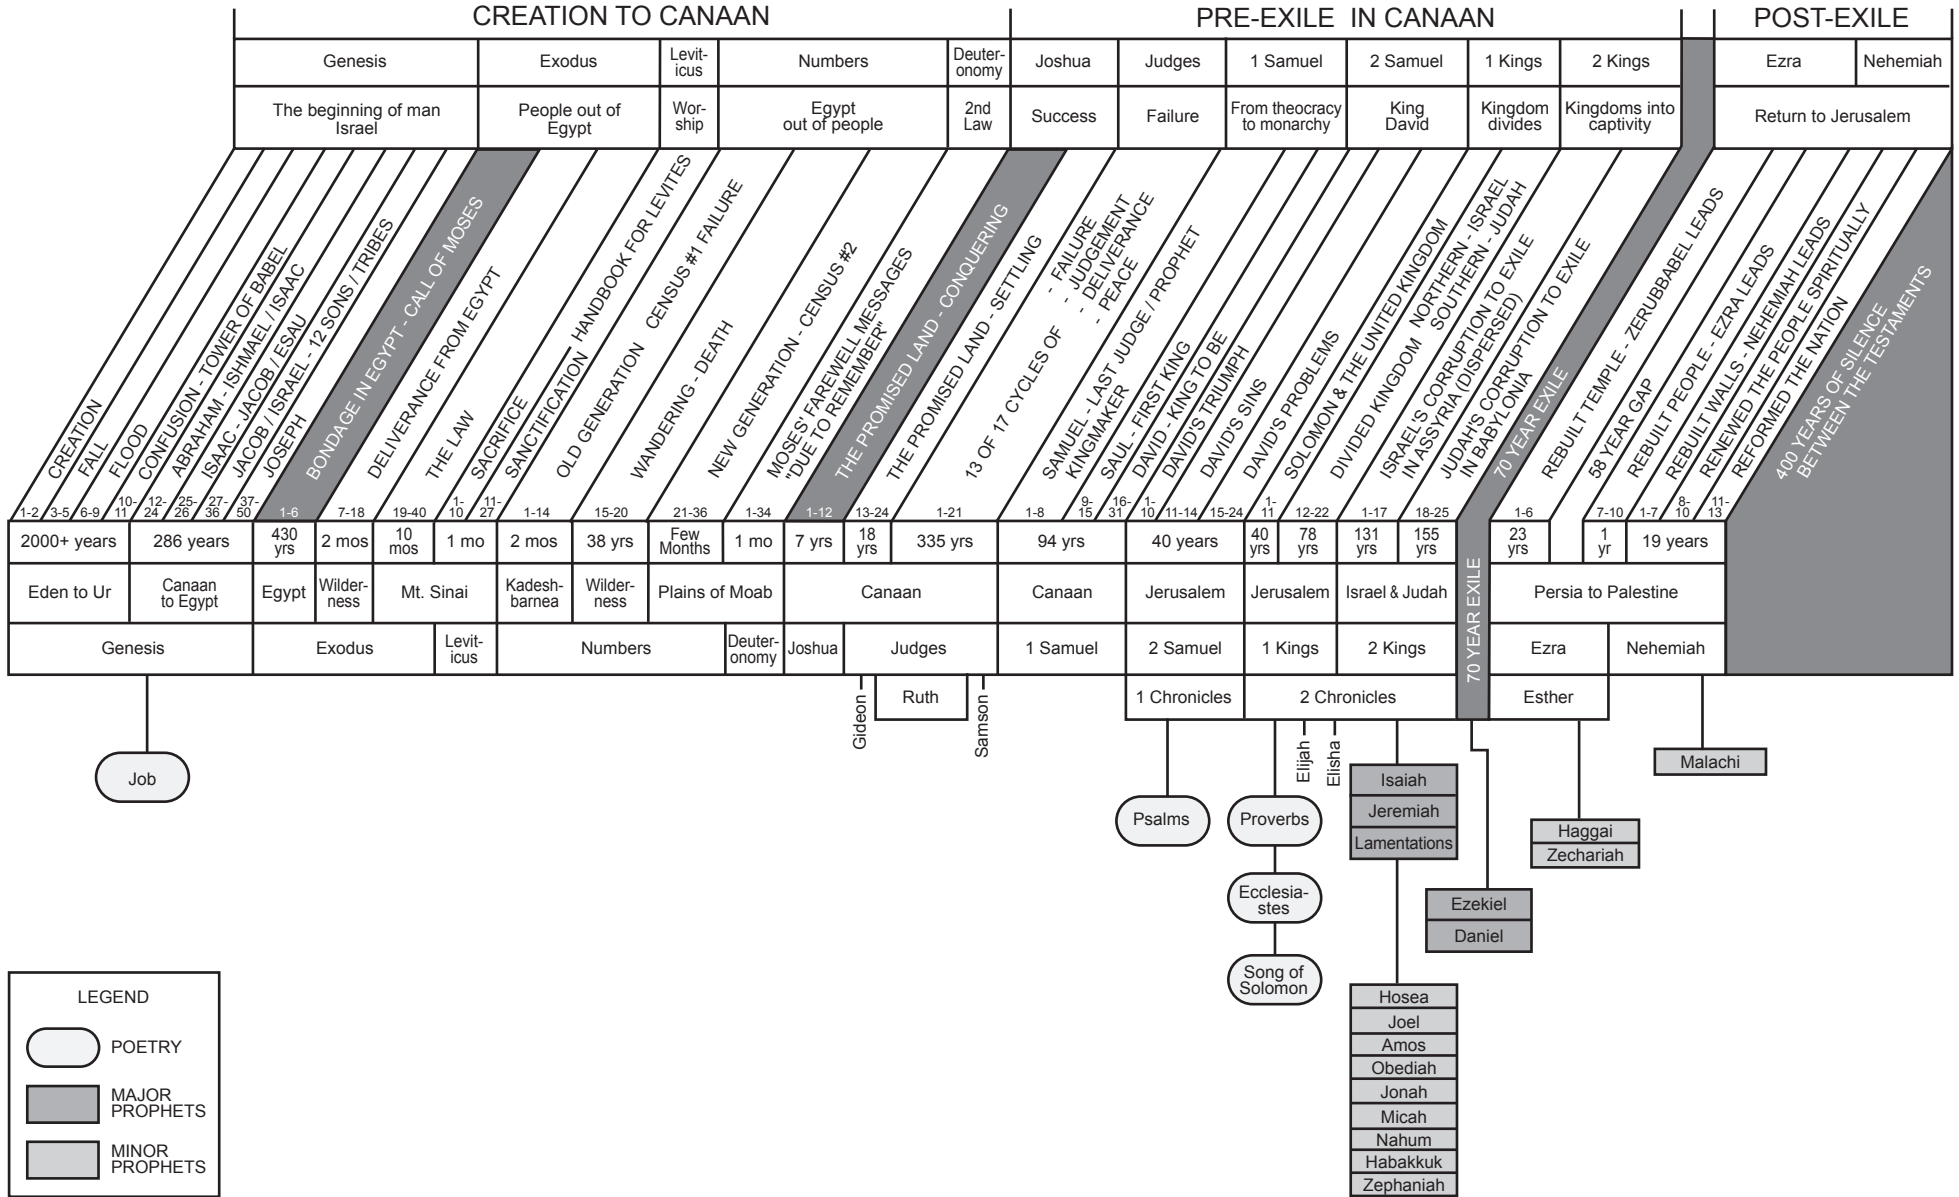 CREATION TO CANAAN
PRE-EXILE IN CANAAN
POST-EXILE
Genesis
Exodus
Levit-
icus
Numbers
Deuter-
onomy
Joshua
Judges
1 Samuel
2 Samuel
1 Kings
2 Kings
Ezra
Nehemiah
The beginning of man
Israel
People out of
Egypt
Wor-
ship
Egypt
out of people
2nd
Law
Success
Failure
From theocracy
to monarchy
King
David
Kingdom
divides
Kingdoms into
captivity
Return to Jerusalem
CREATION
FALL
FLOOD
CONFUSION - TOWER OF BABEL
ABRAHAM - ISHMAEL / ISAAC
ISAAC - JACOB / ESAU
JACOB / ISRAEL - 12 SONS / TRIBES
JOSEPH
BONDAGE IN EGYPT - CALL OF MOSES
DELIVERANCE FROM EGYPT
THE LAW
SACRIFICE
SANCTIFICATION
HANDBOOK FOR LEVITES
OLD GENERATION CENSUS #1 FAILURE
WANDERING - DEATH
NEW GENERATION - CENSUS #2
MOSES FAREWELL MESSAGES
"DUE TO REMEMBER"
THE PROMISED LAND - CONQUERING
THE PROMISED LAND - SETTLING
13 OF 17 CYCLES OF
- FAILURE
- JUDGEMENT
- DELIVERANCE
- PEACE
SAMUEL - LAST JUDGE / PROPHET
KINGMAKER
SAUL - FIRST KING
DAVID - KING TO BE
DAVID'S TRIUMPH
DAVID'S SINS
DAVID'S PROBLEMS
SOLOMON & THE UNITED KINGDOM
DIVIDED KINGDOM NORTHERN - ISRAEL
SOUTHERN - JUDAH
ISRAEL'S CORRUPTION TO EXILE
IN ASSYRIA (DISPERSED)
JUDAH'S CORRUPTION TO EXILE
IN BABYLONIA
70 YEAR EXILE
REBUILT TEMPLE - ZERUBBABEL LEADS
58 YEAR GAP
REBUILT PEOPLE - EZRA LEADS
REBUILT WALLS - NEHEMIAH LEADS
RENEWED THE PEOPLE SPIRITUALLY
REFORMED THE NATION
400 YEARS OF SILENCE
BETWEEN THE TESTAMENTS
1-2
3-5
6-9
10-
11
12-
24
25-
26
27-
36
37-
50
1-6
7-18
19-40
1-
10
11-
27
1-14
15-20
21-36
1-34
1-12
13-24
1-21
1-8
9-
15
16-
31
1-
10
11-14
15-24
1-
11
12-22
1-17
18-25
1-6
7-10
1-7
8-
10
11-
13
2000+ years
286 years
430
yrs
2 mos
10
mos
1 mo
2 mos
38 yrs
Few
Months
1 mo
7 yrs
18
yrs
335 yrs
94 yrs
40 years
40
yrs
78
yrs
131
yrs
155
yrs
23
yrs
1
yr
19 years
Eden to Ur
Canaan
to Egypt
Egypt
Wilder-
ness
Mt. Sinai
Kadesh-
barnea
Wilder-
ness
Plains of Moab
Canaan
Canaan
Jerusalem
Jerusalem
Israel & Judah
70 YEAR EXILE
Persia to Palestine
Genesis
Exodus
Levit-
icus
Numbers
Deuter-
onomy
Joshua
Judges
1 Samuel
2 Samuel
1 Kings
2 Kings
Ezra
Nehemiah
Gideon
Ruth
Samson
1 Chronicles
2 Chronicles
Esther
Job
Psalms
Proverbs
Elijah
Elisha
Isaiah
Jeremiah
Lamentations
Malachi
Haggai
Zechariah
Ecclesia-
stes
Ezekiel
Daniel
Song of
Solomon
Hosea
Joel
Amos
Obediah
Jonah
Micah
Nahum
Habakkuk
Zephaniah
LEGEND
POETRY
MAJOR
PROPHETS
MINOR
PROPHETS